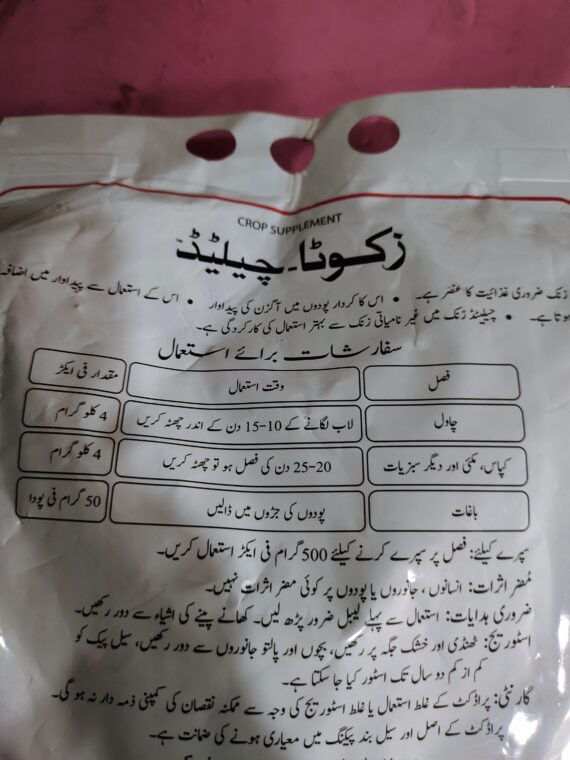 CROP SUPPLEMENT
زکوٹا۔چیلیٹڈ
زنک ضروری غذائیت کا عنصر ہے۔ • اس کا کردار پودوں میں آگزن کی پیداوار • اس کے استعمال سے پیداوار میں اضافہ
ہوتا ہے۔ • چیلیٹڈ زنک میں غیر نامیاتی زنک سے بہتر استعمال کی کارکردگی ہے۔
سفارشات برائے استعمال
فصل وقت استعمال مقدار فی ایکڑ
چاول لاب لگانے کے 10-15 دن کے اندر چھٹہ کریں 4 کلو گرام
کپاس، مکئی اور دیگر سبزیات 20-25 دن کی فصل ہو تو چھٹہ کریں 4 کلو گرام
باغات پودوں کی جڑوں میں ڈالیں 50 گرام فی پودا
سپرے کیلئے: فصل پر سپرے کرنے کیلئے 500 گرام فی ایکڑ استعمال کریں۔
مُضر اثرات: انسانوں، جانوروں یا پودوں پر کوئی مضر اثرات نہیں۔
ضروری ہدایات: استعمال سے پہلے لیبل ضرور پڑھ لیں۔ کھانے پینے کی اشیاء سے دور رکھیں۔
اسٹوریج: ٹھنڈی اور خشک جگہ پر رکھیں، بچوں اور پالتو جانوروں سے دور رکھیں، سیل پیک کو
کم از کم دو سال تک اسٹور کیا جا سکتا ہے۔
گارنٹی: پراڈکٹ کے غلط استعمال یا غلط اسٹوریج کی وجہ سے ممکنہ نقصان کی کمپنی ذمہ دار نہ ہو گی۔
پراڈکٹ کے اصل اور سیل بند پیکنگ میں معیاری ہونے کی ضمانت ہے۔